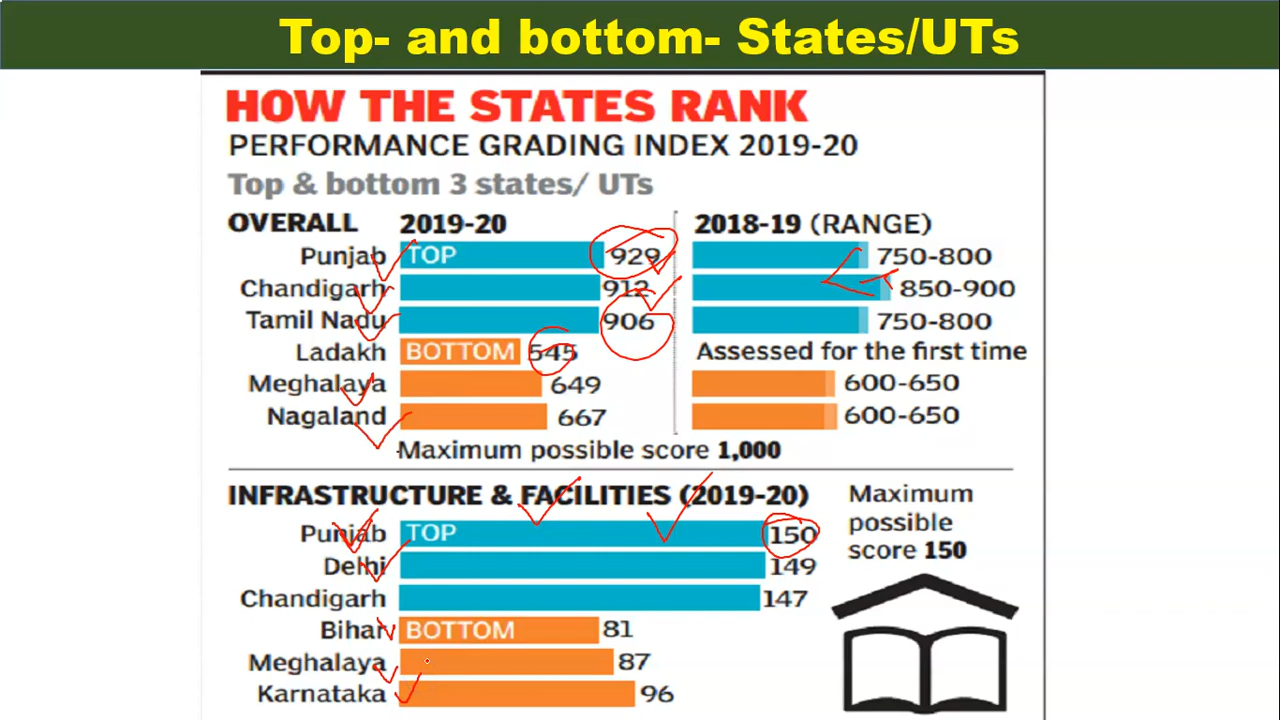 Top- and bottom- States/UTs
HOW THE STATES RANK
PERFORMANCE GRADING INDEX 2019-20
Top & bottom 3 states/ UTs
OVERALL 2019-20 2018-19 (RANGE)
Punjab TOP 929 750-800
Chandigarh 912 850-900
Tamil Nadu 906 750-800
Ladakh BOTTOM 545 Assessed for the first time
Meghalaya 649 600-650
Nagaland 667 600-650
Maximum possible score 1,000
INFRASTRUCTURE & FACILITIES (2019-20)
Punjab TOP 150
Delhi 149
Chandigarh 147
Bihar BOTTOM 81
Meghalaya 87
Karnataka 96
Maximum
possible
score 150